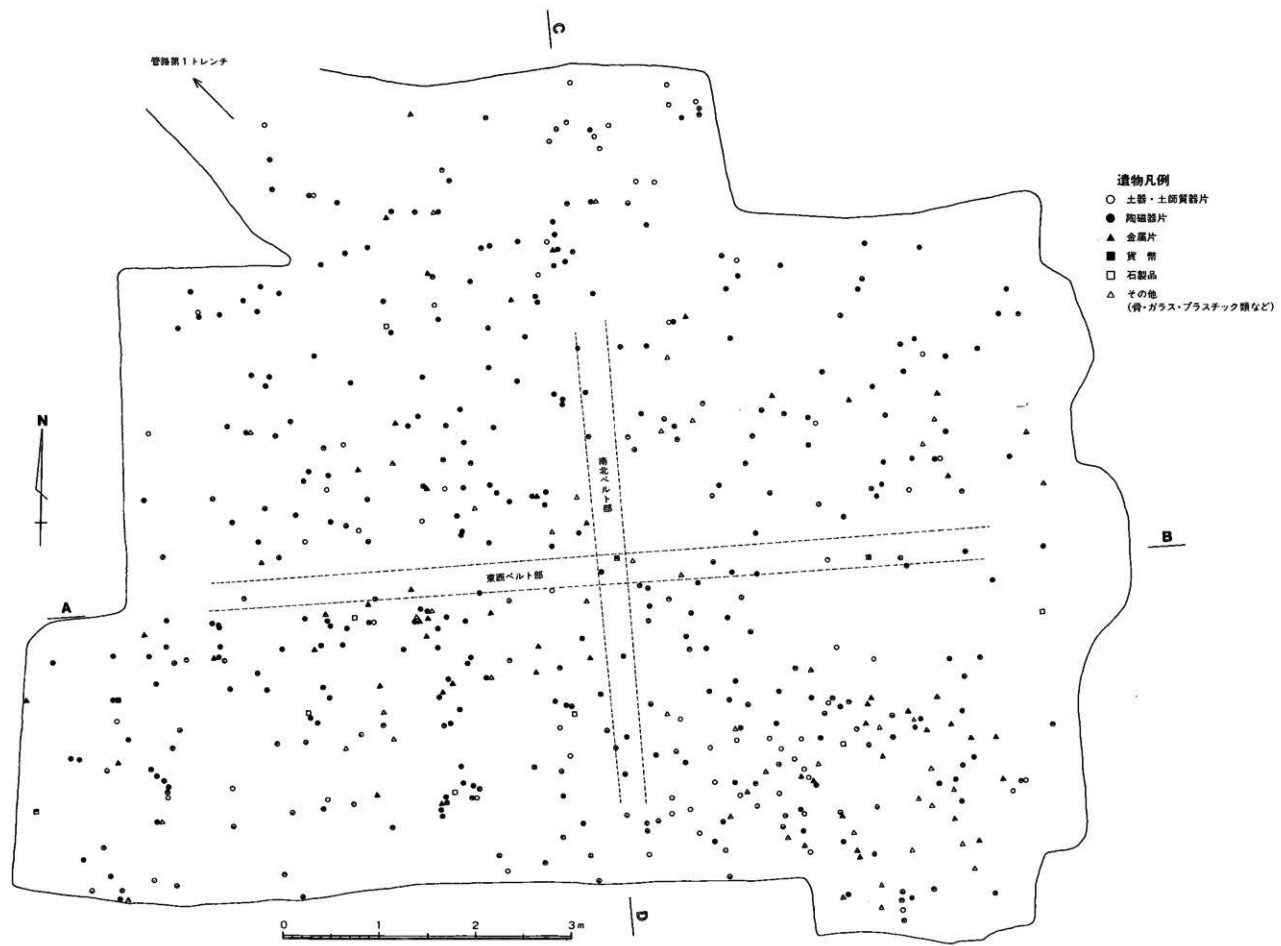 C
管路第1トレンチ
遺物凡例
○ 土器・土師質器片
● 陶磁器片
▲ 金属片
■ 貨 幣
□ 石製品
△ その他
(骨・ガラス・プラスチック類など)
N
南北ベルト部
B
東西ベルト部
A
D
0 1 2 3m